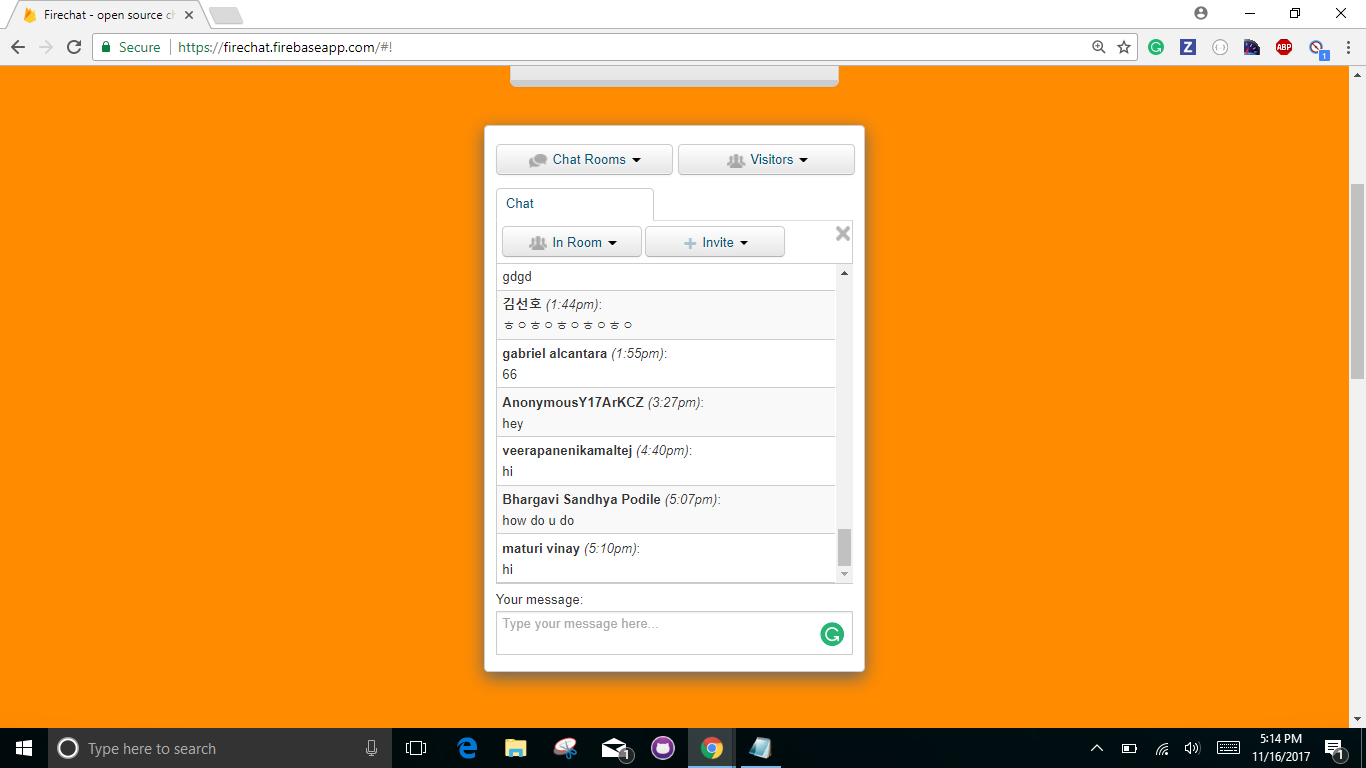 Firechat - open source ch
Secure
https://firechat.firebaseapp.com/#!
Z
ABP
1
Chat Rooms
Visitors
Chat
In Room
Invite
gdgd
김선호 (1:44pm):
ㅎㅇㅎㅇㅎㅇㅎㅇㅎㅇ
gabriel alcantara (1:55pm):
66
AnonymousY17ArKCZ (3:27pm):
hey
veerapanenikamaltej (4:40pm):
hi
Bhargavi Sandhya Podile (5:07pm):
how do u do
maturi vinay (5:10pm):
hi
Your message:
Type your message here...
Type here to search
1
5:14 PM
11/16/2017
1